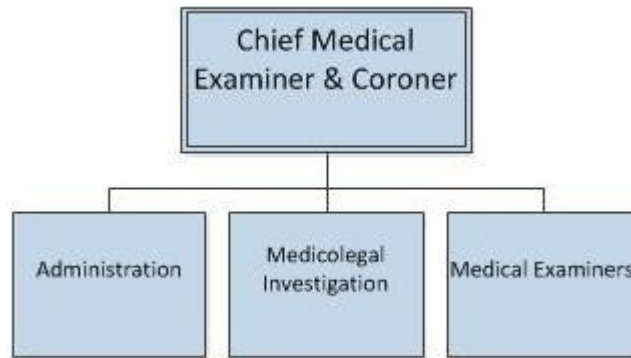 Chief Medical
Examiner & Coroner
Administration
Medicolegal
Investigation
Medical Examiners